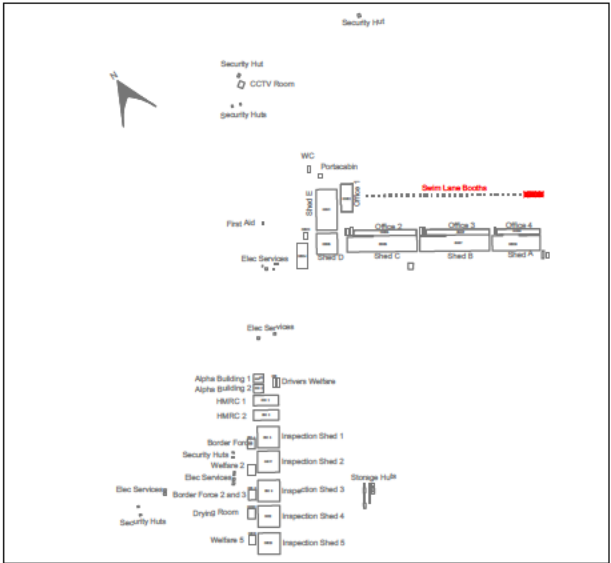 Security Hut
Security Hut
CCTV Room
N
Security Huts
WC
Portacabin
Swim Lane Booths
Shed E
Office 1
First Aid
Office 2
Office 3
Office 4
Elec Services
Shed D
Shed C
Shed B
Shed A
Elec Services
Alpha Building 1
Drivers Welfare
Alpha Building 2
HMRC 1
HMRC 2
Border Force
Inspection Shed 1
Security Huts
Inspection Shed 2
Welfare 2
Elec Services
Storage Huts
Elec Services
Border Force 2 and 3
Inspection Shed 3
Drying Room
Inspection Shed 4
Security Huts
Welfare 5
Inspection Shed 5